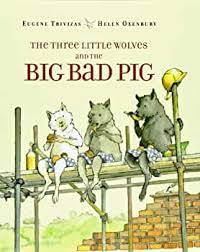 EUGENE TRIVIZAS HELEN OXENBURY
THE THREE LITTLE WOLVES
AND THE
BIG BAD PIG